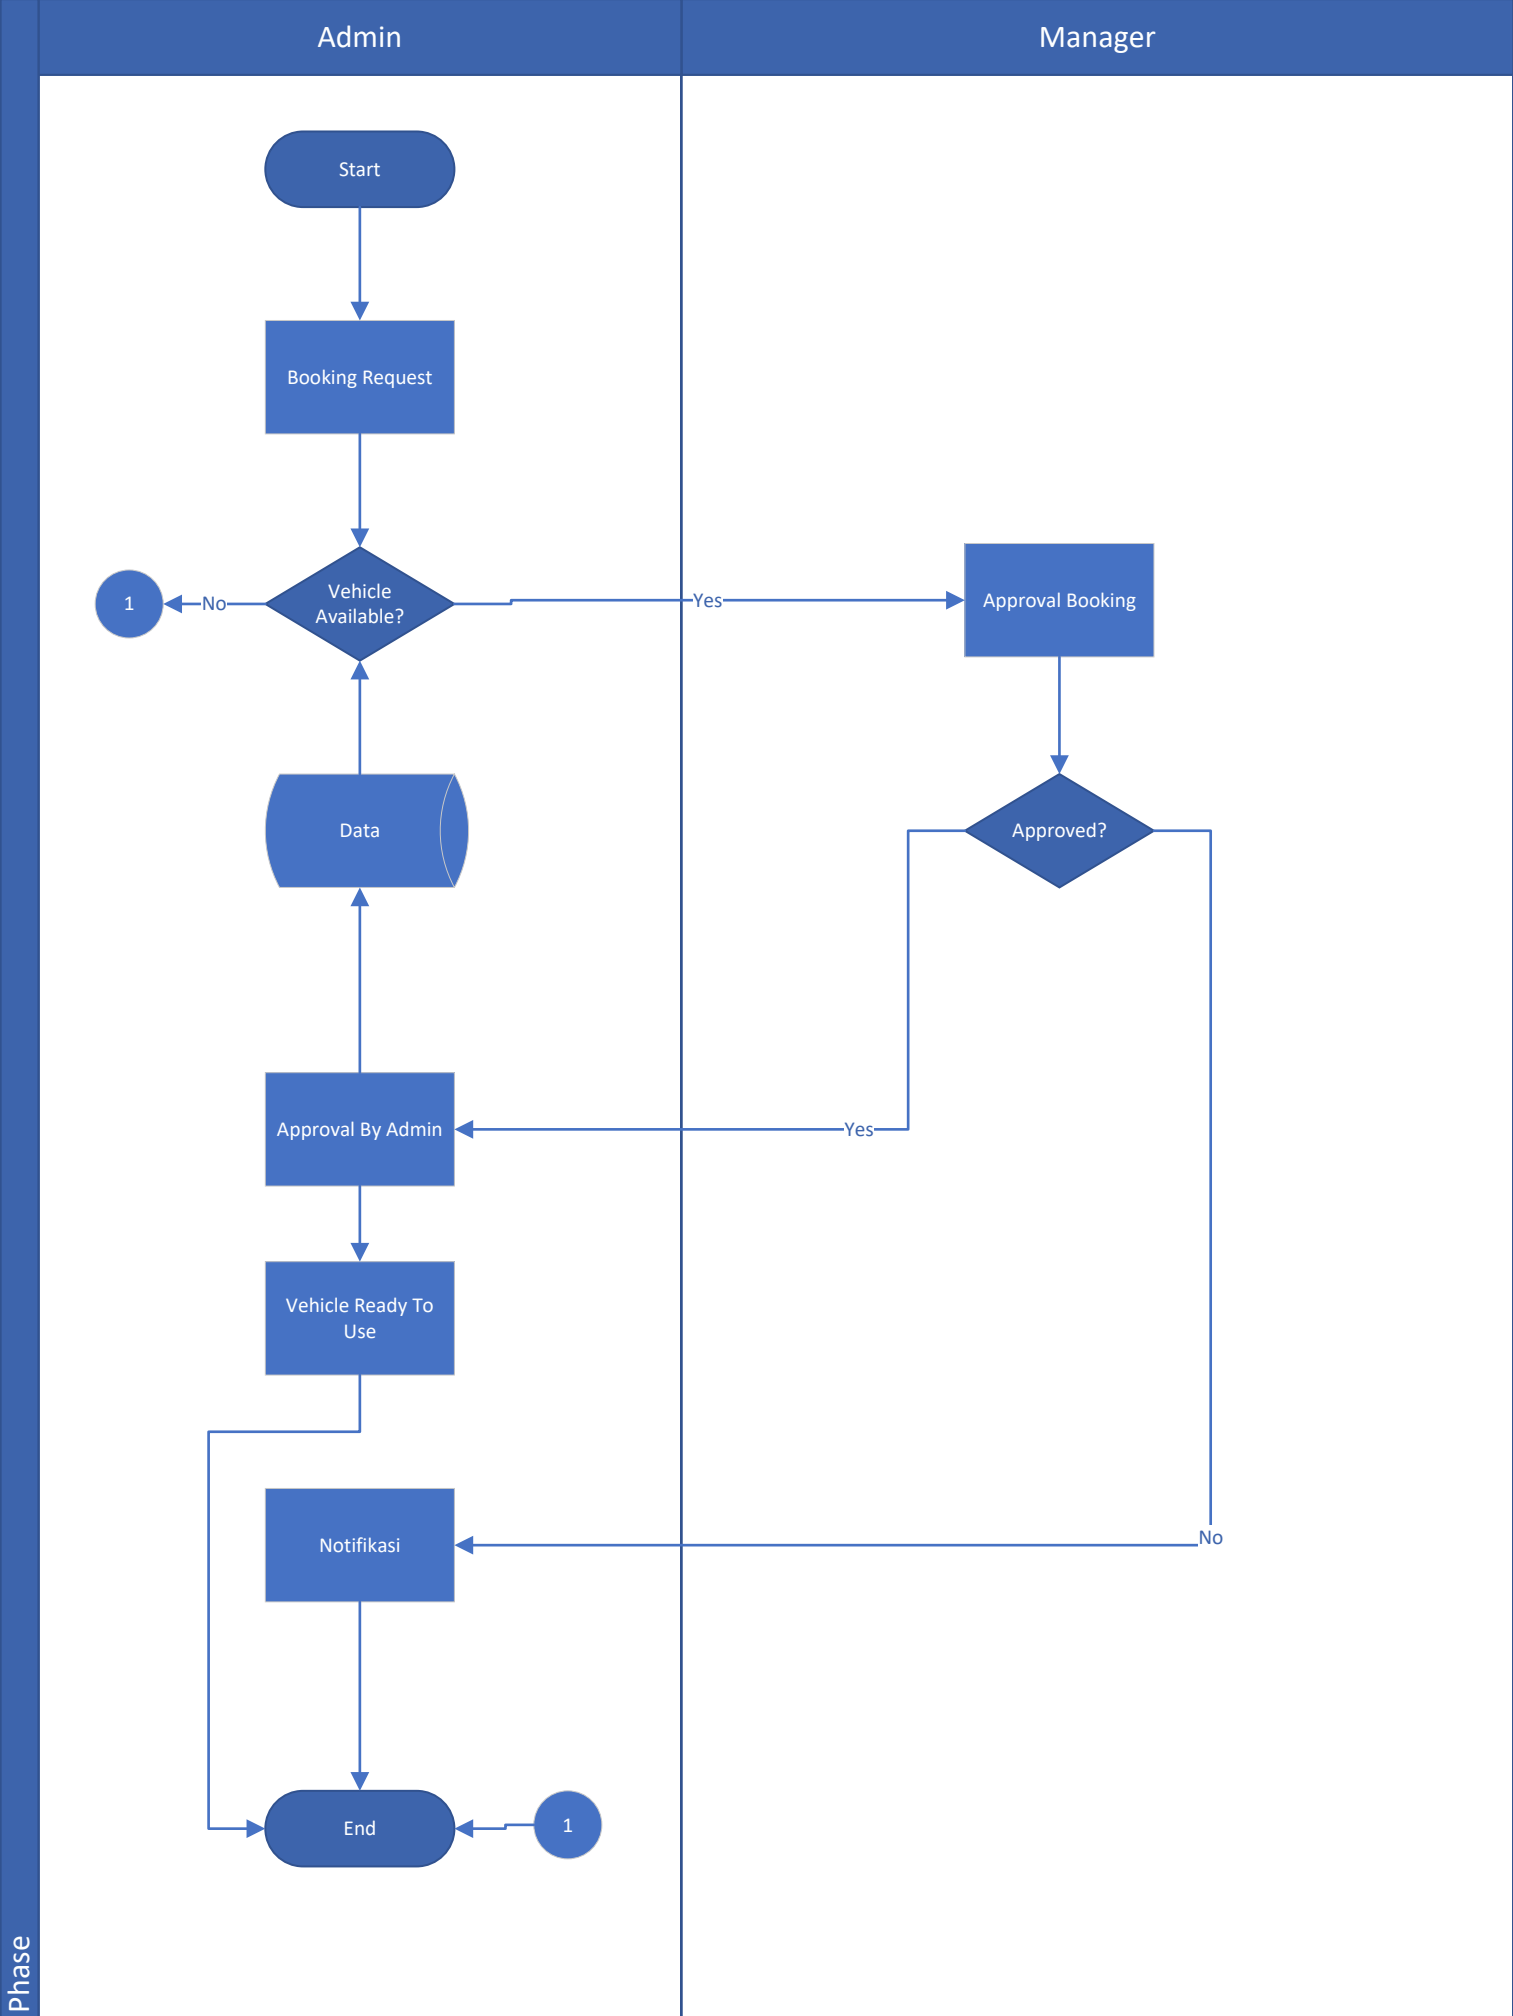 Admin
Manager
Start
Booking Request
Vehicle
Available?
No
1
Yes
Approval Booking
Data
Approved?
Approval By Admin
Yes
Vehicle Ready To
Use
Notifikasi
No
End
1
Phase